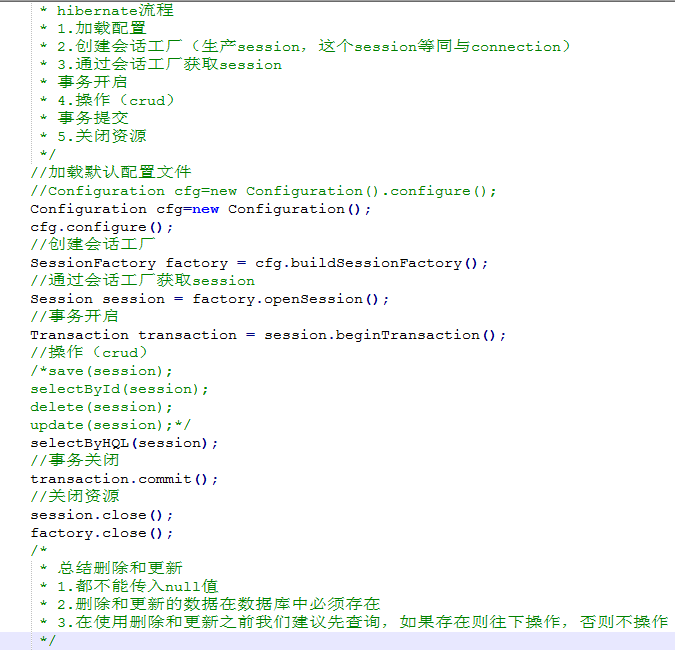 * hibernate流程
* 1.加载配置
* 2.创建会话工厂（生产session，这个session等同与connection）
* 3.通过会话工厂获取session
* 事务开启
* 4.操作（crud）
* 事务提交
* 5.关闭资源
*/
//加载默认配置文件
//Configuration cfg=new Configuration().configure();
Configuration cfg=new Configuration();
cfg.configure();
//创建会话工厂
SessionFactory factory = cfg.buildSessionFactory();
//通过会话工厂获取session
Session session = factory.openSession();
//事务开启
Transaction transaction = session.beginTransaction();
//操作（crud）
/*save(session);
selectById(session);
delete(session);
update(session);*/
selectByHQL(session);
//事务关闭
transaction.commit();
//关闭资源
session.close();
factory.close();
/*
* 总结删除和更新
* 1.都不能传入null值
* 2.删除和更新的数据在数据库中必须存在
* 3.在使用删除和更新之前我们建议先查询，如果存在则往下操作，否则不操作
*/